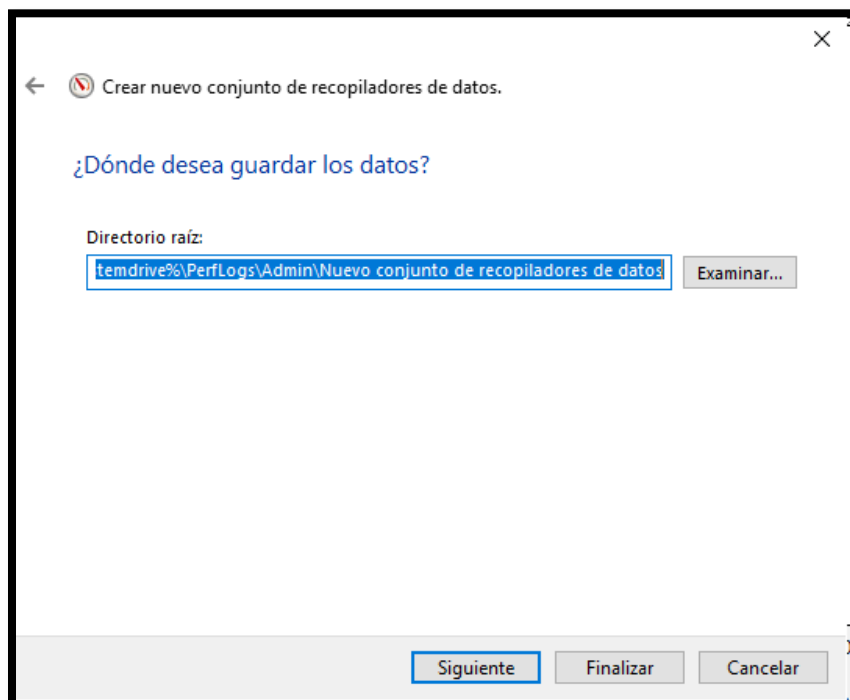 Crear nuevo conjunto de recopiladores de datos.
¿Dónde desea guardar los datos?
Directorio raíz:
temdrive%\PerfLogs\Admin\Nuevo conjunto de recopiladores de datos
Examinar...
Siguiente
Finalizar
Cancelar